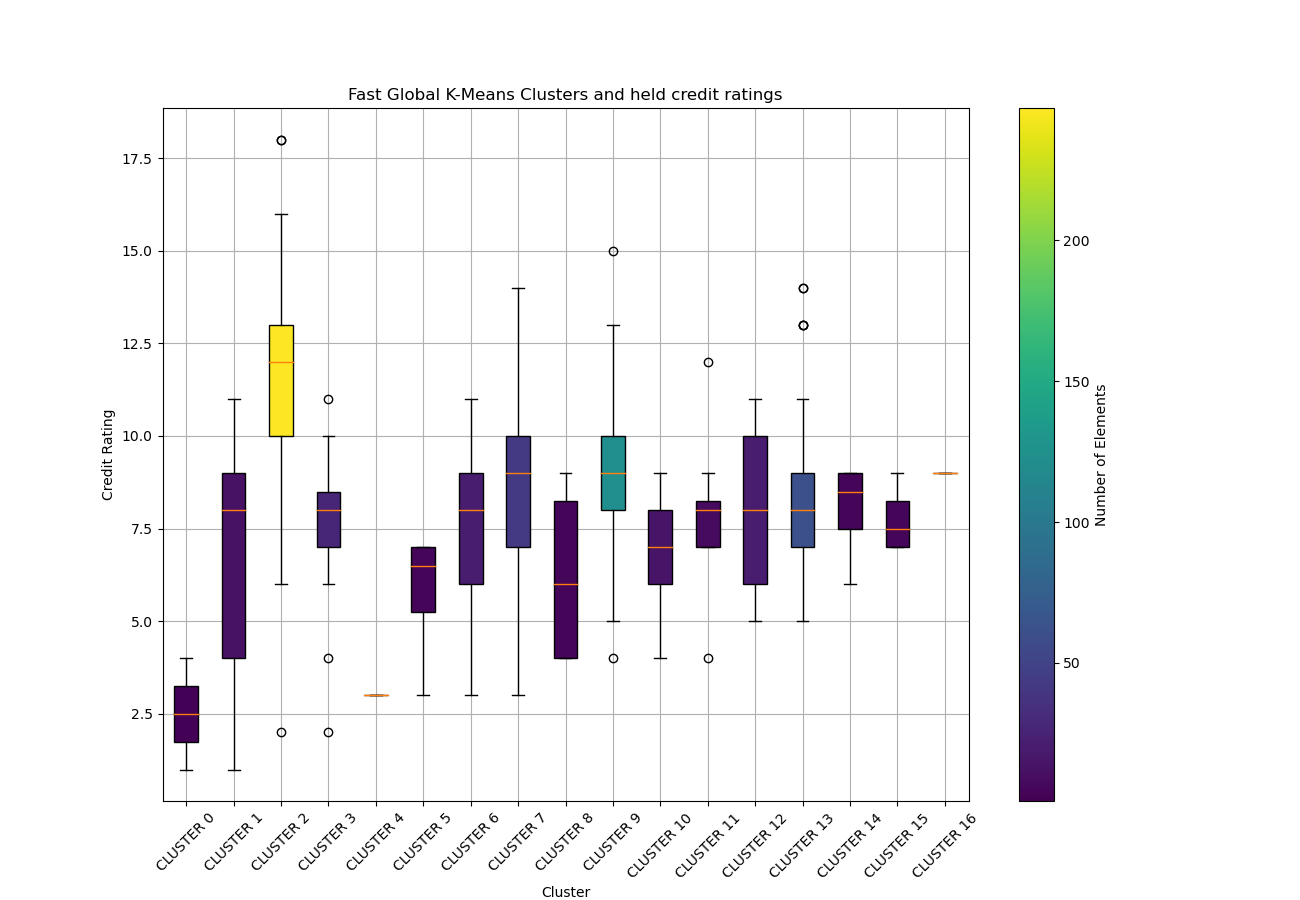 Fast Global K-Means Clusters and held credit ratings
17.5
15.0
12.5
10.0
7.5
5.0
2.5
Credit Rating
CLUSTER 0
CLUSTER 1
CLUSTER 2
CLUSTER 3
CLUSTER 4
CLUSTER 5
CLUSTER 6
CLUSTER 7
CLUSTER 8
CLUSTER 9
CLUSTER 10
CLUSTER 11
CLUSTER 12
CLUSTER 13
CLUSTER 14
CLUSTER 15
CLUSTER 16
Cluster
200
150
100
50
Number of Elements